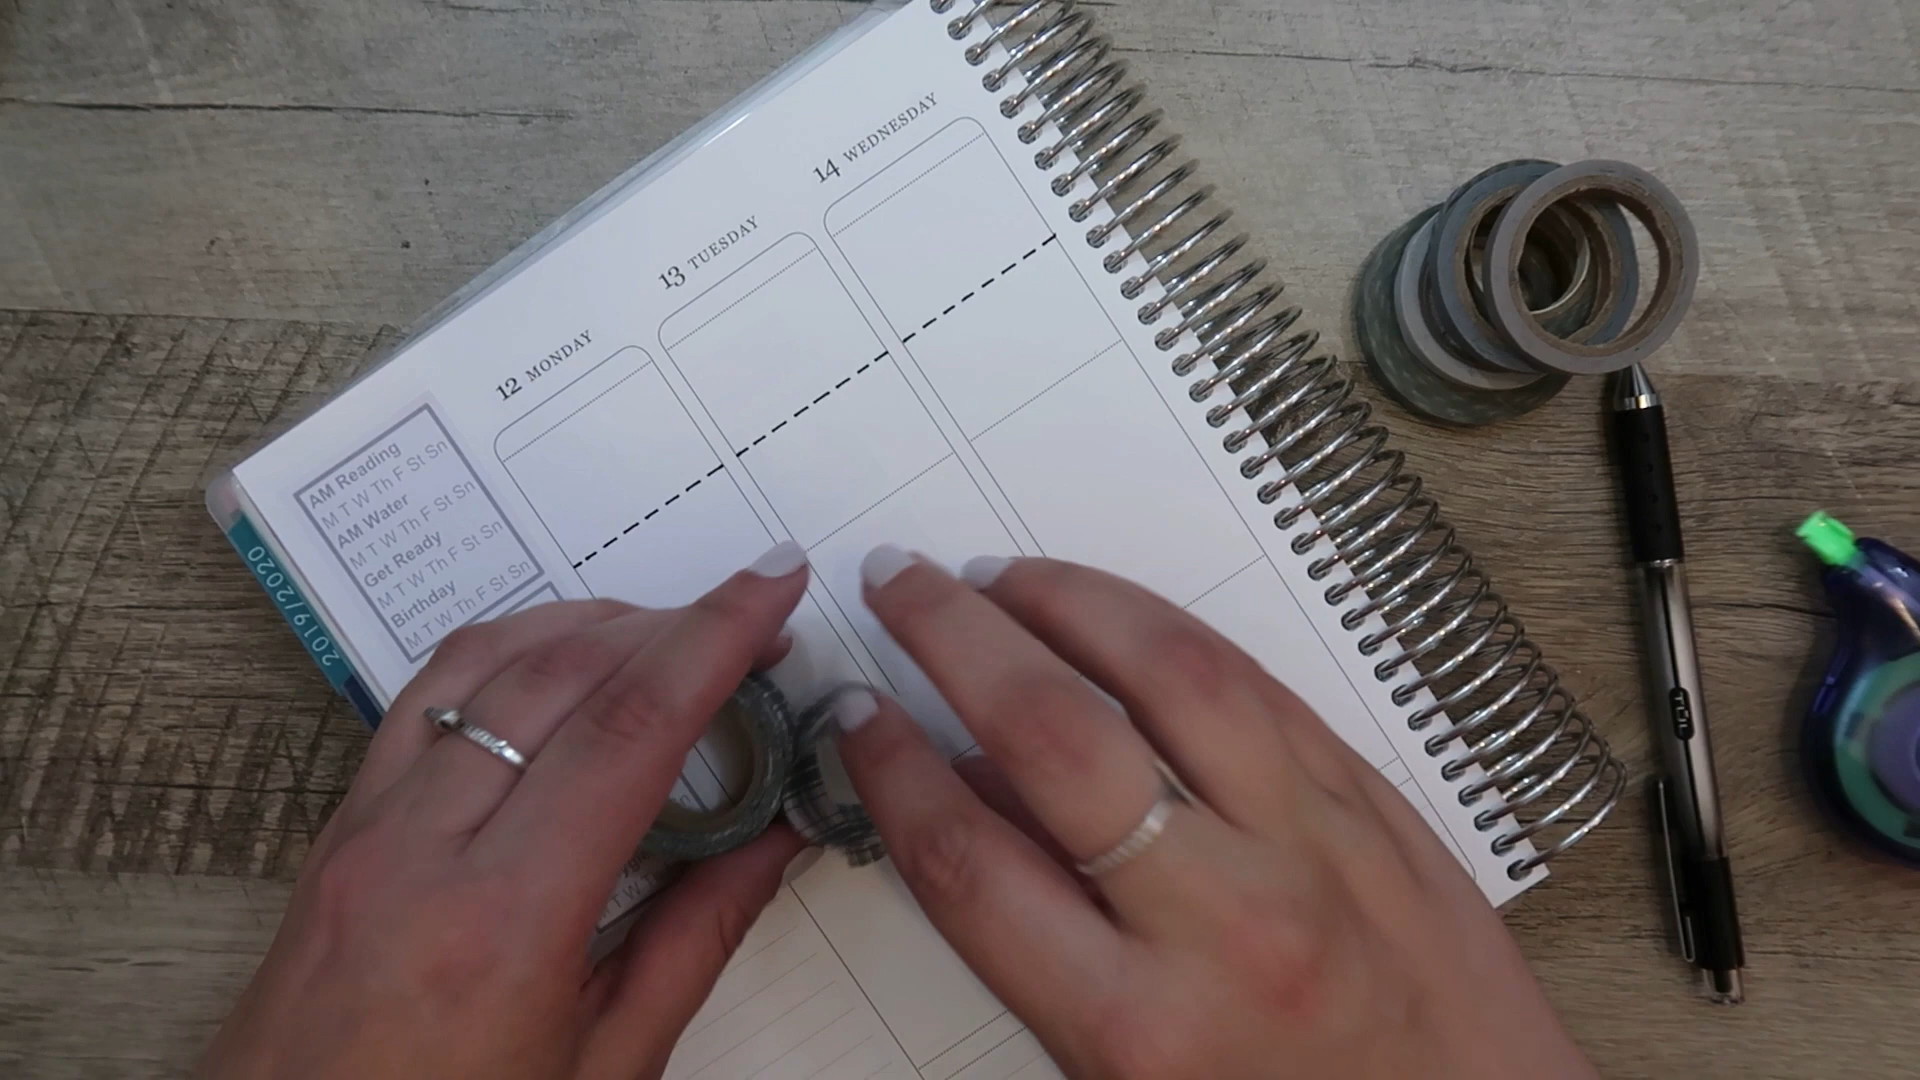 14 WEDNESDAY
13 TUESDAY
12 MONDAY
AM Reading
M T W Th F St Sn
AM Water
M T W Th F St Sn
Get Ready
M T W Th F St Sn
Birthday
M T W Th F St Sn
2019/2020